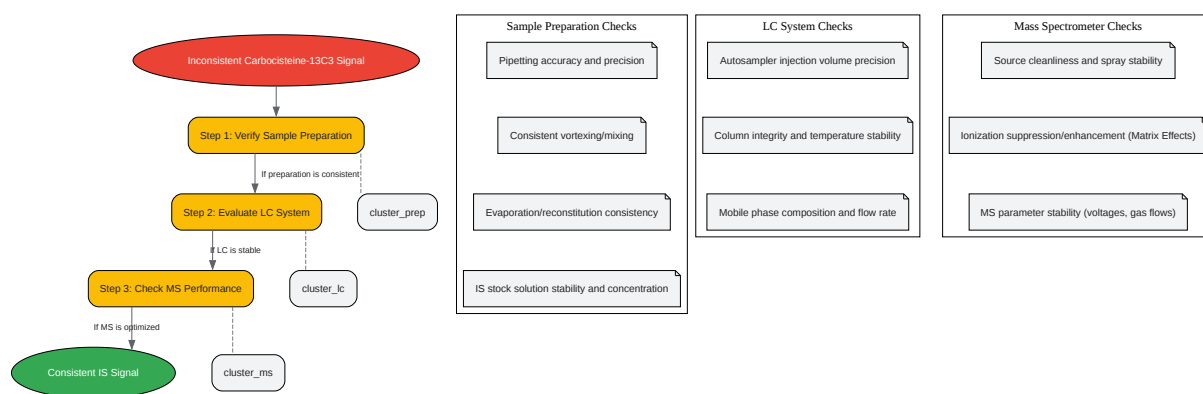 Inconsistent Carbocisteine-13C3 Signal
Step 1: Verify Sample Preparation
If preparation is consistent
Step 2: Evaluate LC System
cluster_prep
If LC is stable
Step 3: Check MS Performance
cluster_lc
If MS is optimized
Consistent IS Signal
cluster_ms
Sample Preparation Checks
Pipetting accuracy and precision
Consistent vortexing/mixing
Evaporation/reconstitution consistency
IS stock solution stability and concentration
LC System Checks
Autosampler injection volume precision
Column integrity and temperature stability
Mobile phase composition and flow rate
Mass Spectrometer Checks
Source cleanliness and spray stability
Ionization suppression/enhancement (Matrix Effects)
MS parameter stability (voltages, gas flows)